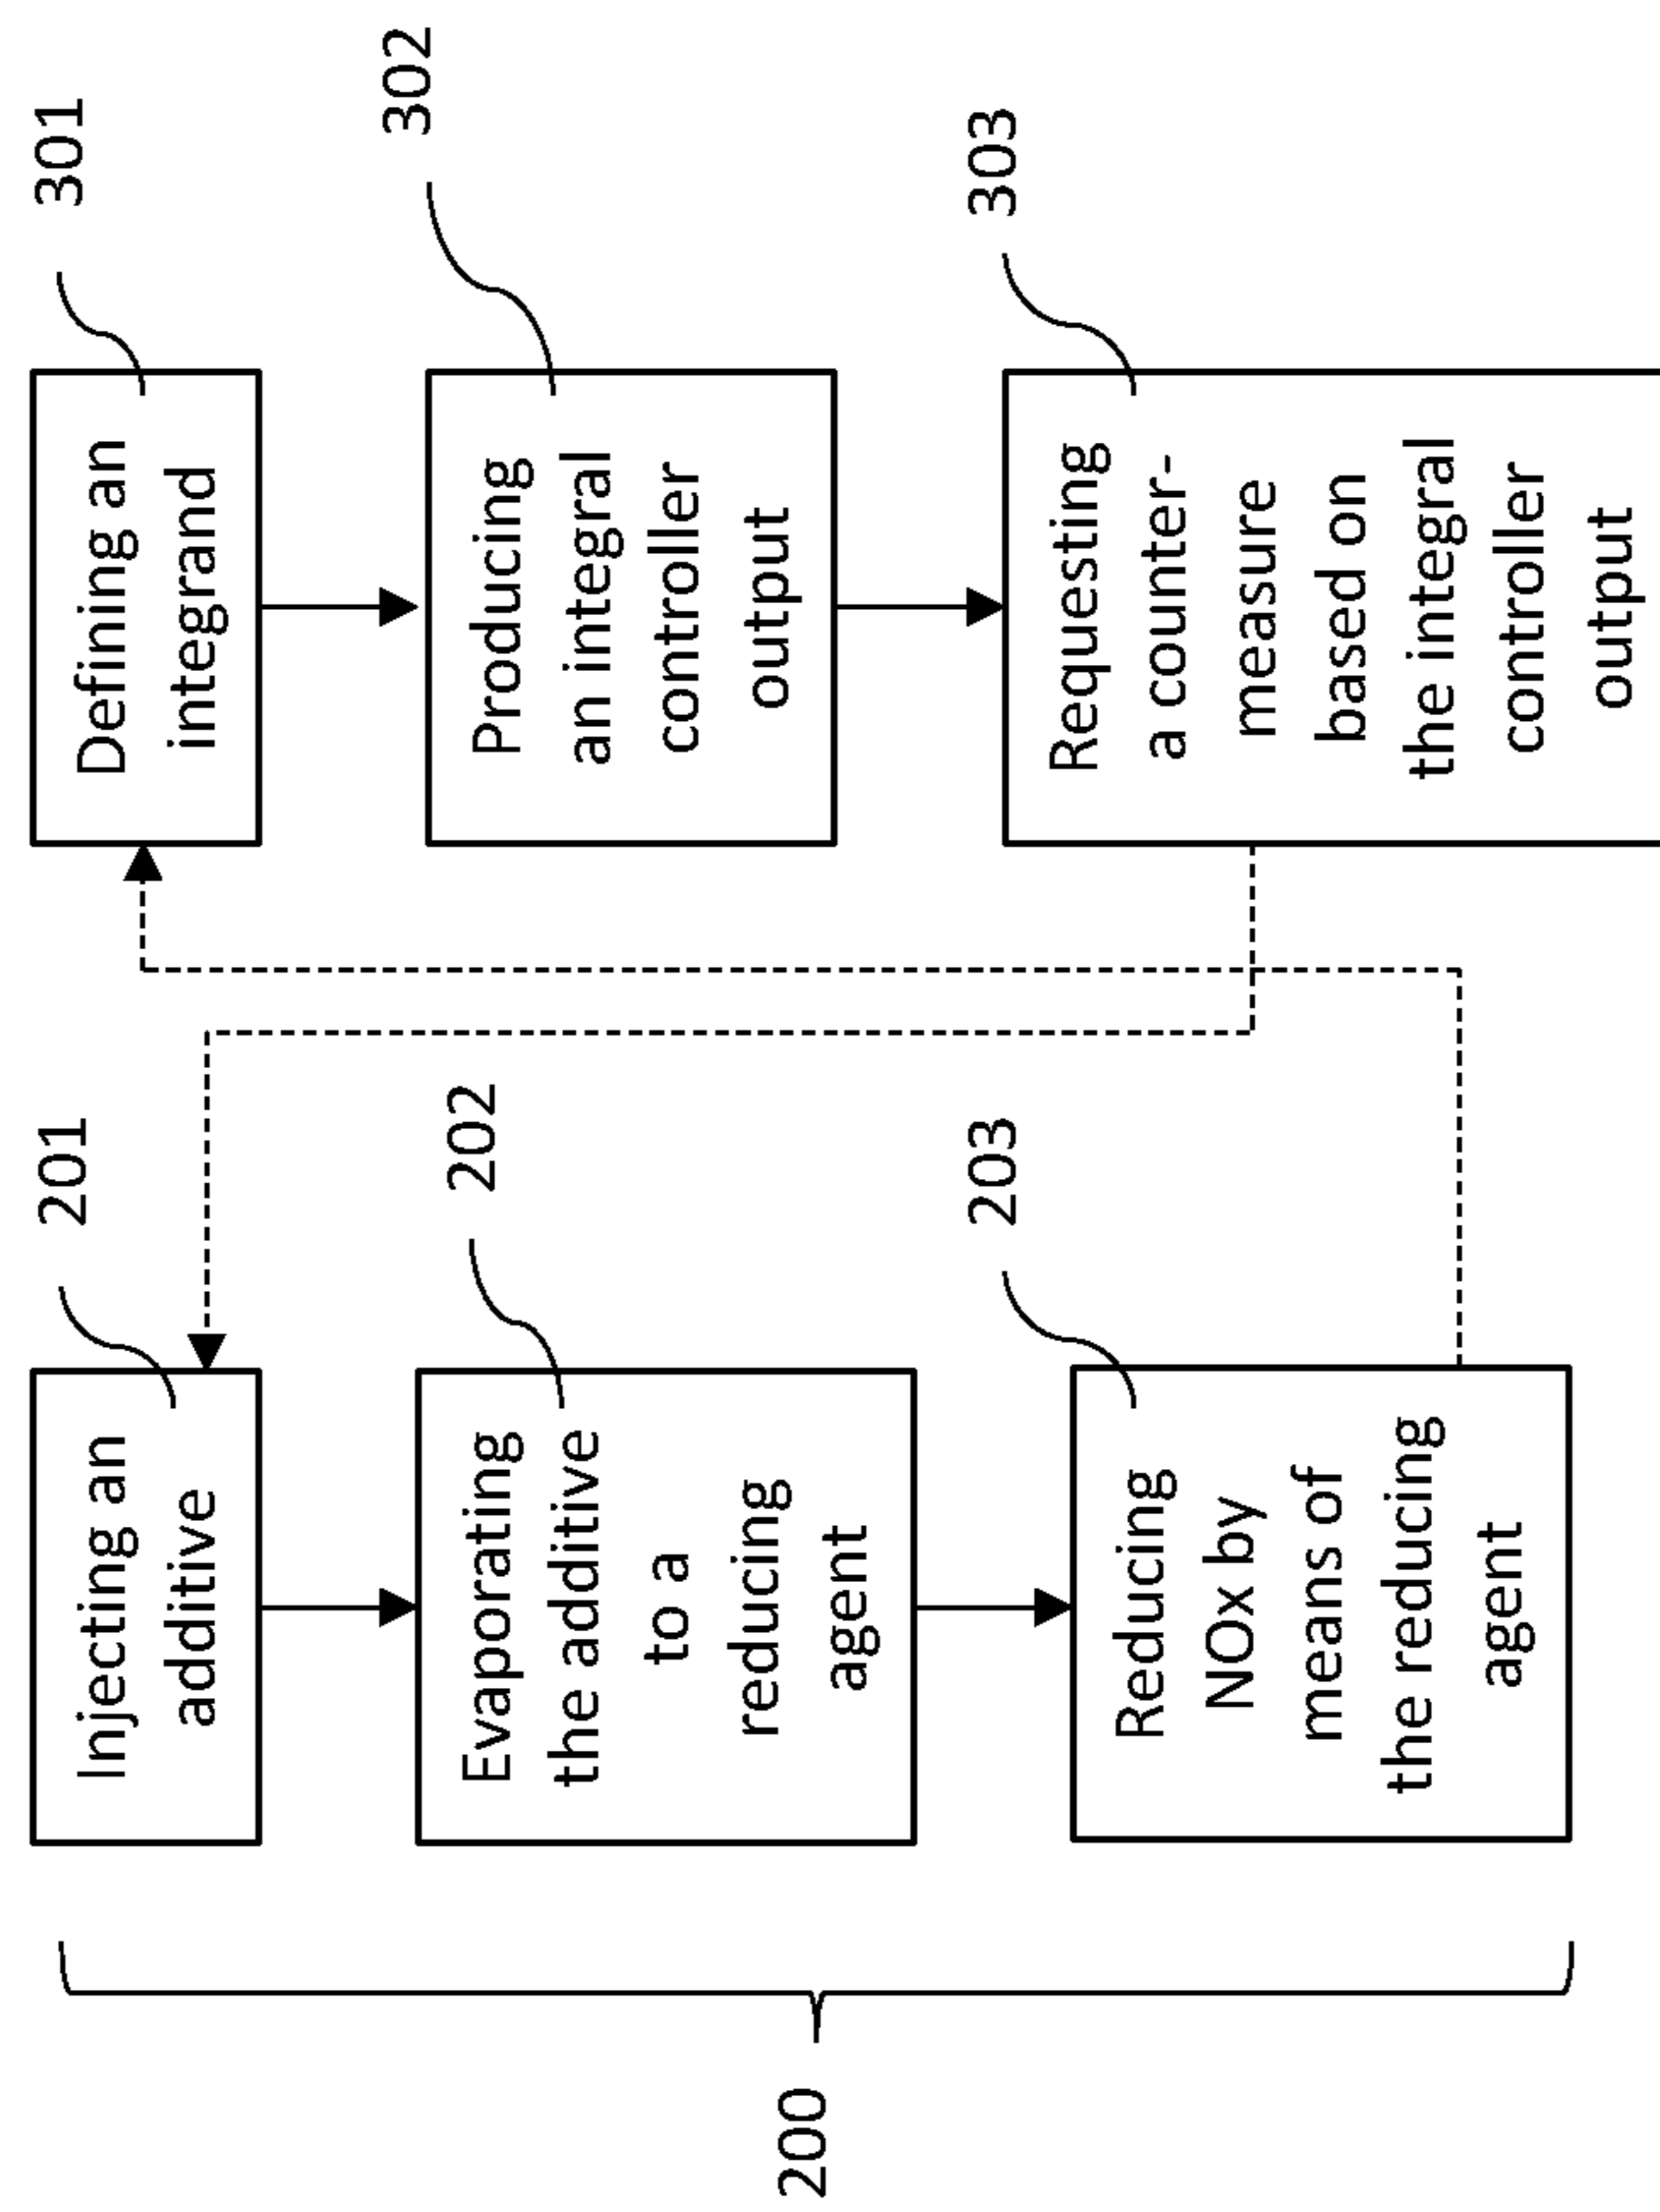 200
201
Injecting an
additive
202
Evaporating
the additive
to a
reducing
agent
203
Reducing
NOx by
means of
the reducing
agent
301
Defining an
integrand
302
Producing
an integral
controller
output
303
Requesting
a counter-
measure
based on
the integral
controller
output